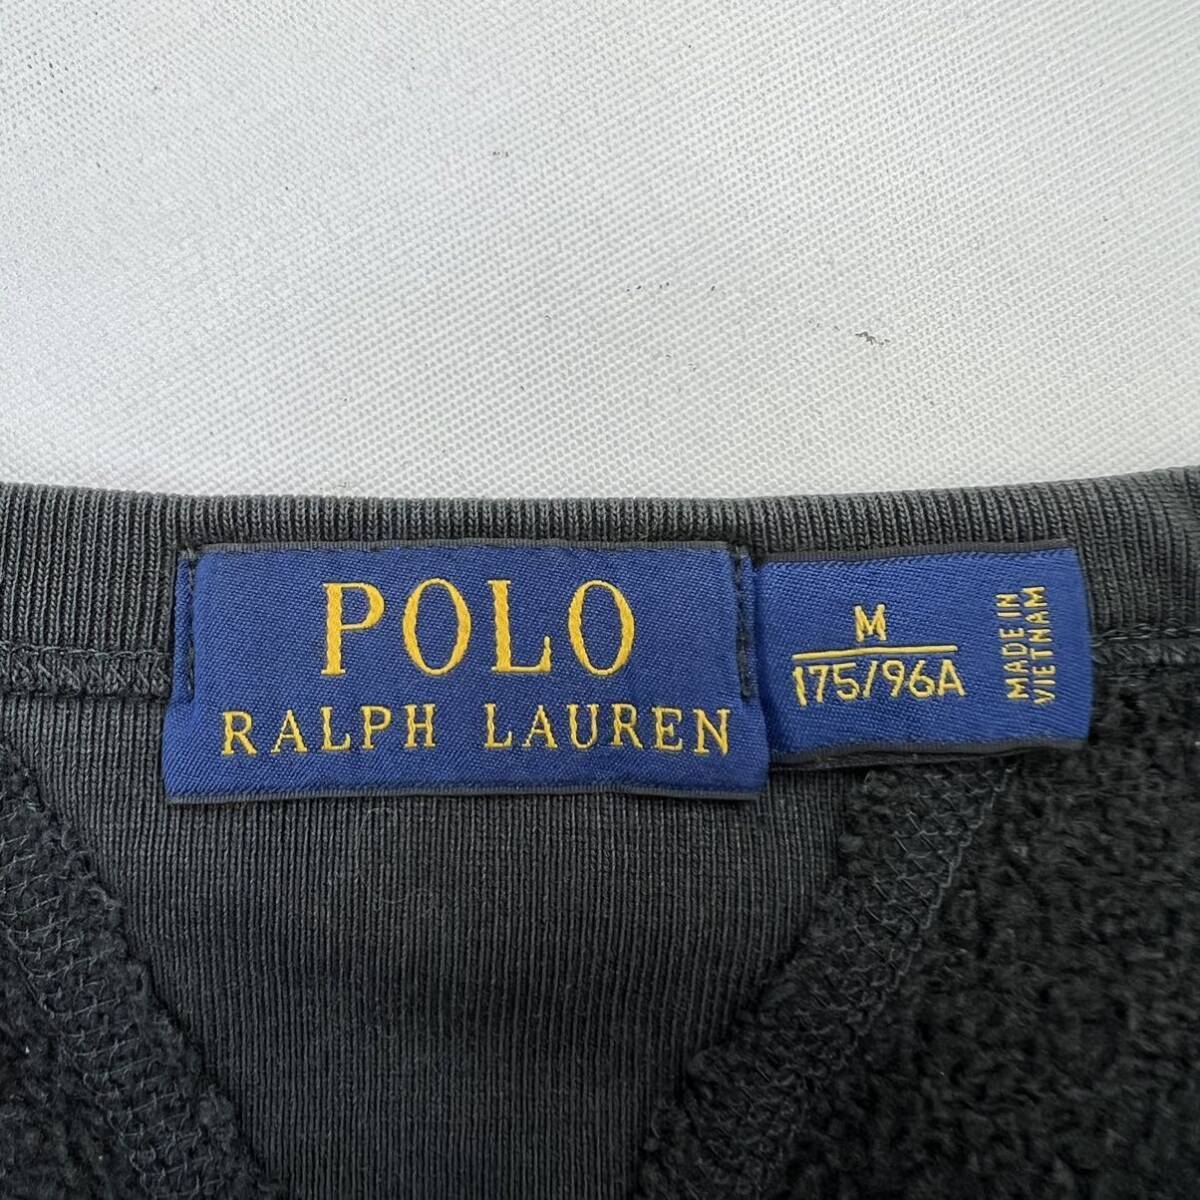 POLO
RALPH LAUREN
M
175/96A
MADE IN
VIETNAM